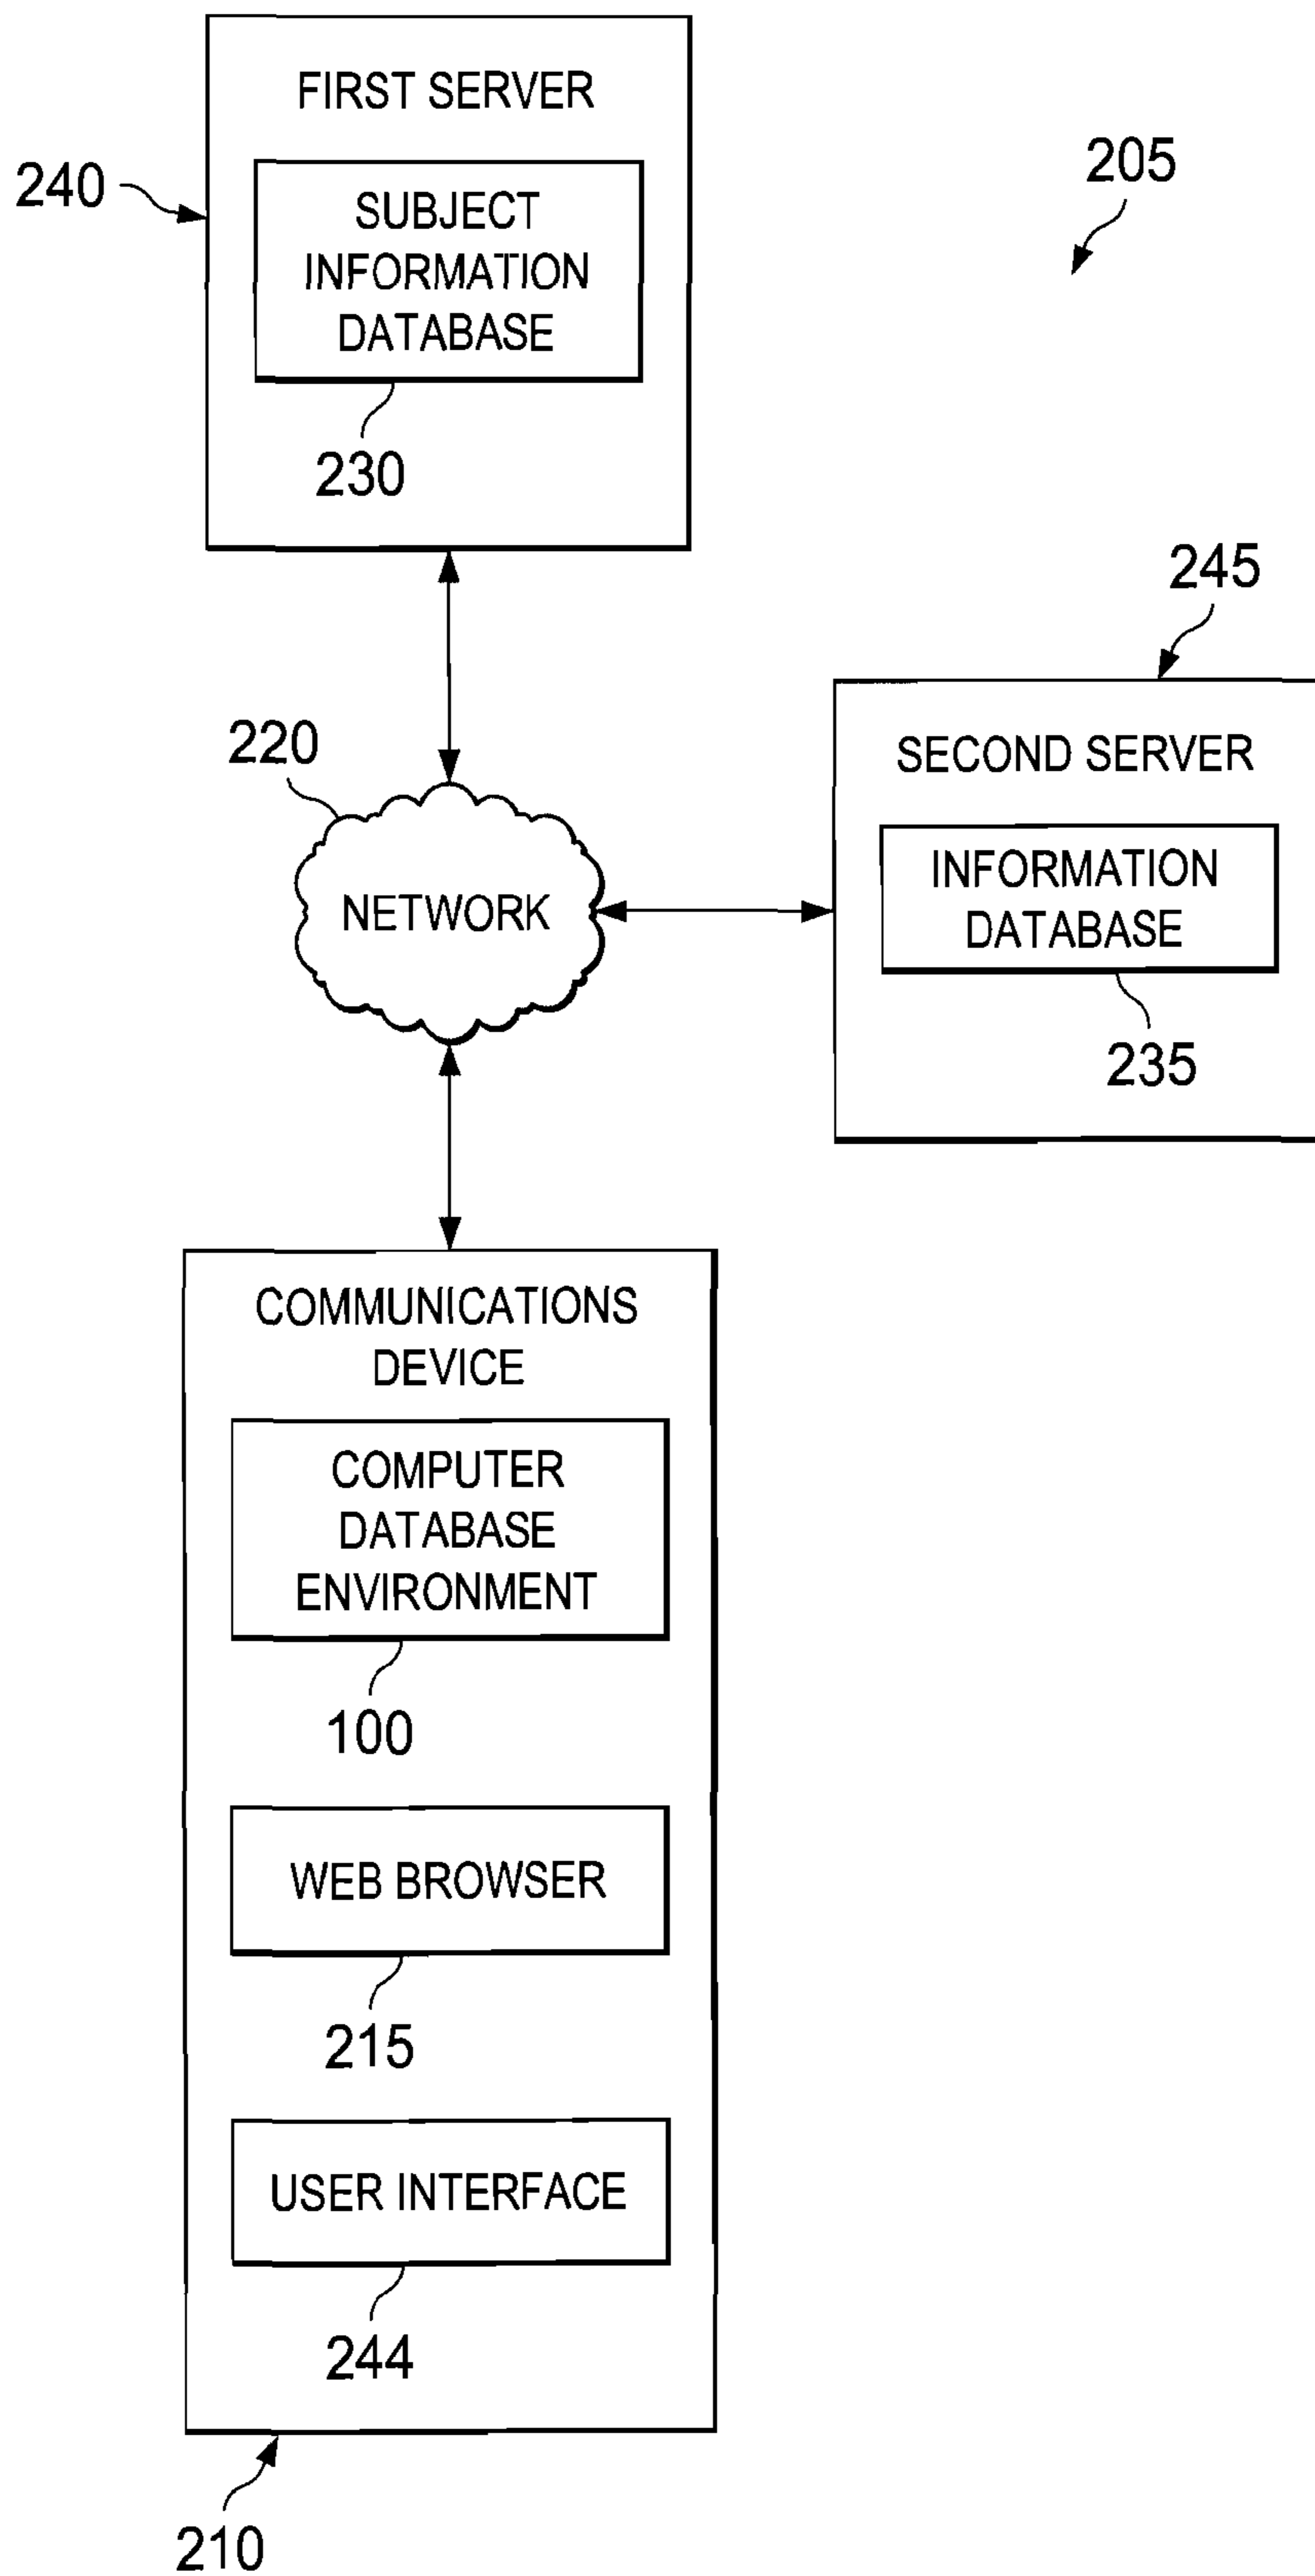 FIRST SERVER
240
SUBJECT
INFORMATION
DATABASE
230
205
245
220
SECOND SERVER
NETWORK
INFORMATION
DATABASE
235
COMMUNICATIONS
DEVICE
COMPUTER
DATABASE
ENVIRONMENT
100
WEB BROWSER
215
USER INTERFACE
244
210